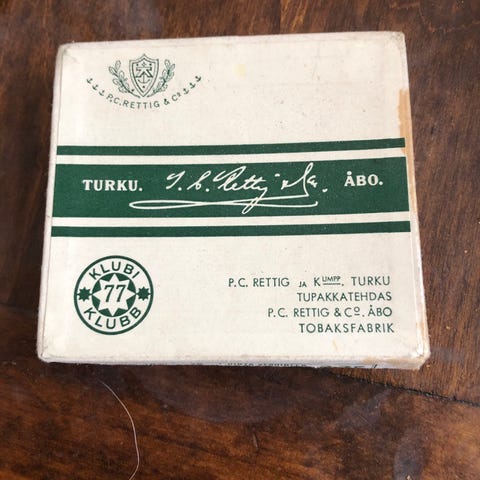 P.C. RETTIG & Cº
TURKU. P. C. Rettig & Co. ÅBO.
KLUBI
77
KLUBB
P.C. RETTIG JA KUMPP. TURKU
TUPAKKATEHDAS
P.C. RETTIG & Cº. ÅBO
TOBAKSFABRIK